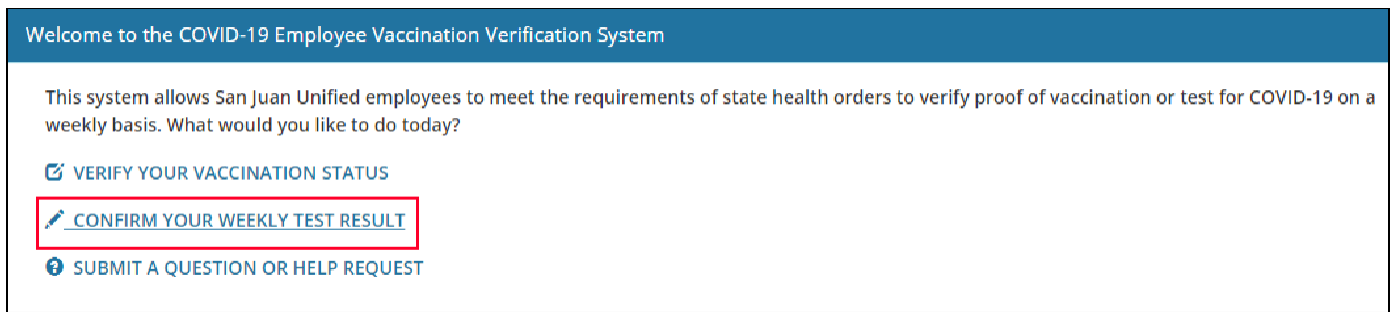 Welcome to the COVID-19 Employee Vaccination Verification System
This system allows San Juan Unified employees to meet the requirements of state health orders to verify proof of vaccination or test for COVID-19 on a
weekly basis. What would you like to do today?
VERIFY YOUR VACCINATION STATUS
CONFIRM YOUR WEEKLY TEST RESULT
SUBMIT A QUESTION OR HELP REQUEST